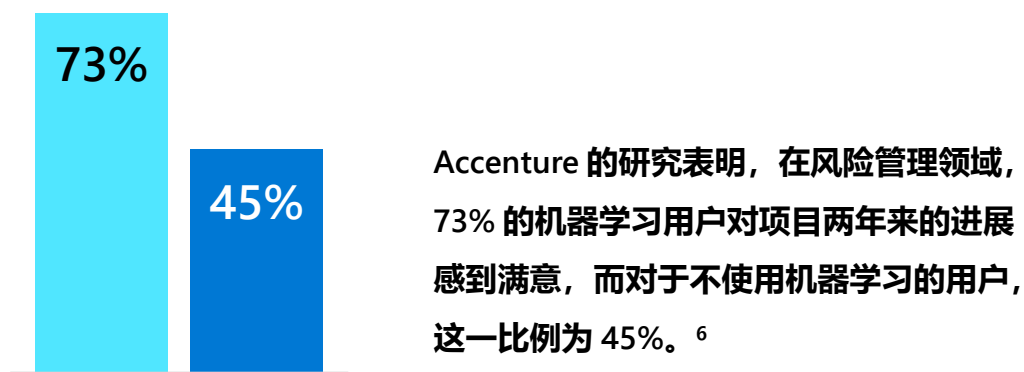 73%
45%
Accenture 的研究表明，在风险管理领域，
73% 的机器学习用户对项目两年来的进展
感到满意，而对于不使用机器学习的用户，
这一比例为 45%。⁶